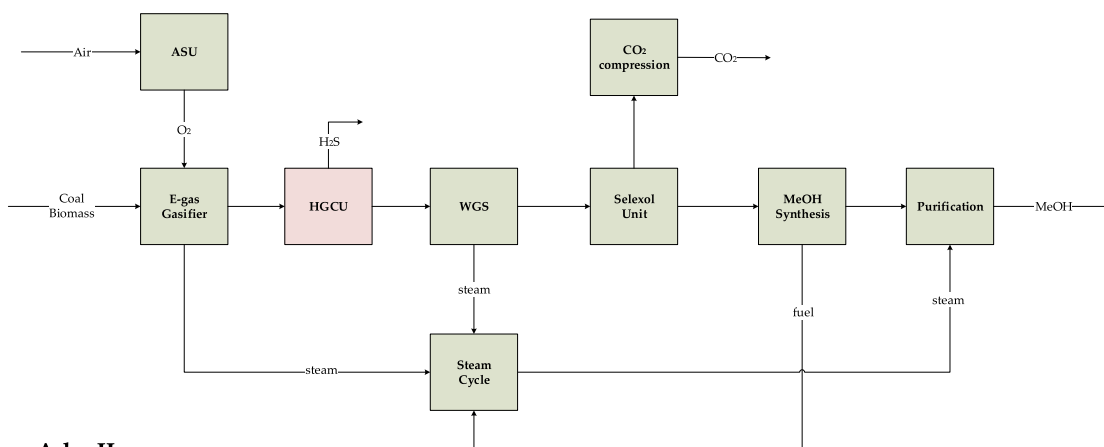 Air
ASU
CO₂
compression
CO₂
O₂
H₂S
Coal
Biomass
E-gas
Gasifier
HGCU
WGS
Selexol
Unit
MeOH
Synthesis
Purification
MeOH
steam
fuel
steam
steam
Steam
Cycle